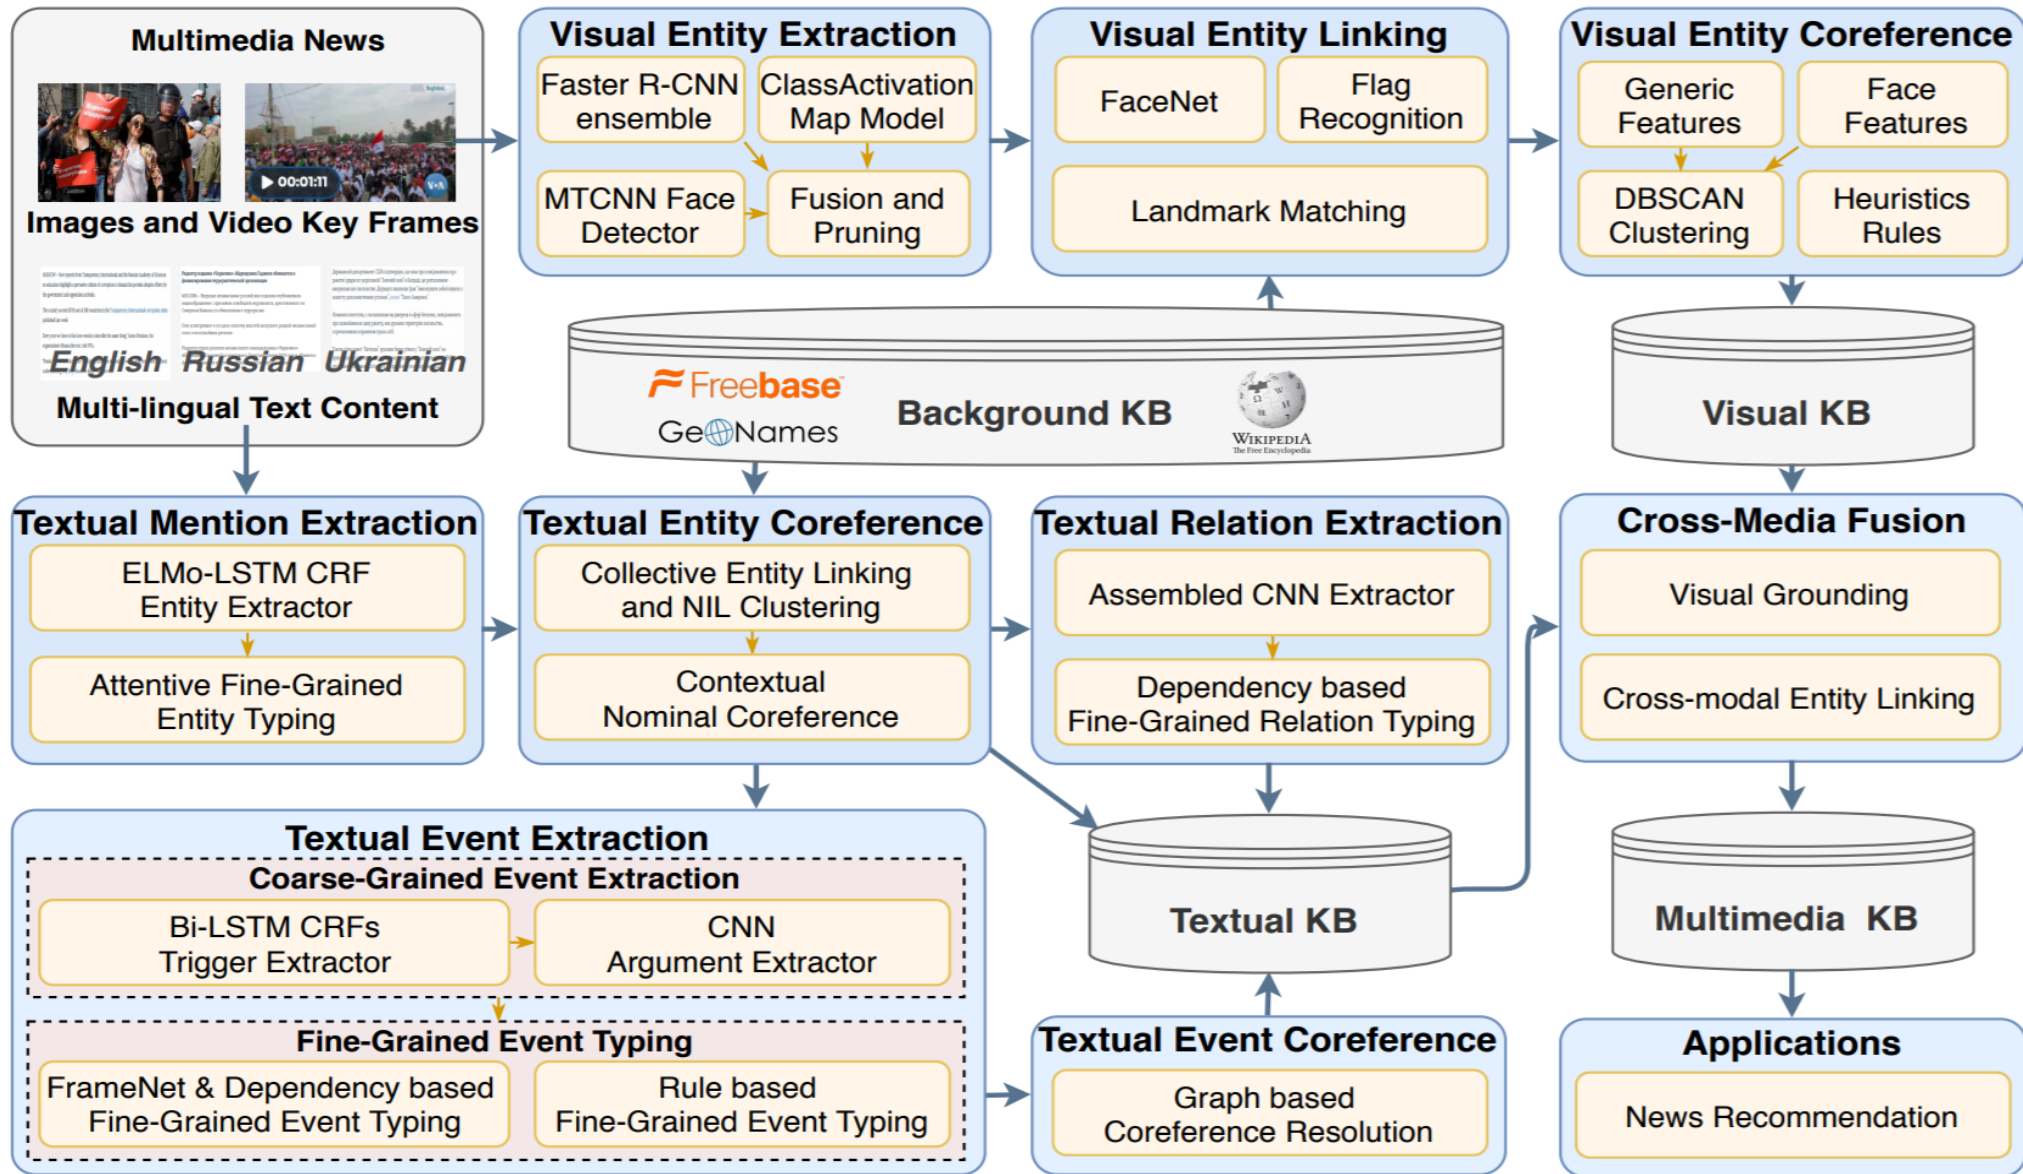 Multimedia News
00:01:11
VOA
Images and Video Key Frames
English
Russian
Ukrainian
Multi-lingual Text Content
Visual Entity Extraction
Faster R-CNN
ensemble
ClassActivation
Map Model
MTCNN Face
Detector
Fusion and
Pruning
Visual Entity Linking
FaceNet
Flag
Recognition
Landmark Matching
Visual Entity Coreference
Generic
Features
Face
Features
DBSCAN
Clustering
Heuristics
Rules
Freebase
GeoNames
Background KB
WIKIPEDIA
The Free Encyclopedia
Visual KB
Textual Mention Extraction
ELMo-LSTM CRF
Entity Extractor
Attentive Fine-Grained
Entity Typing
Textual Entity Coreference
Collective Entity Linking
and NIL Clustering
Contextual
Nominal Coreference
Textual Relation Extraction
Assembled CNN Extractor
Dependency based
Fine-Grained Relation Typing
Cross-Media Fusion
Visual Grounding
Cross-modal Entity Linking
Textual Event Extraction
Coarse-Grained Event Extraction
Bi-LSTM CRFs
Trigger Extractor
CNN
Argument Extractor
Fine-Grained Event Typing
FrameNet & Dependency based
Fine-Grained Event Typing
Rule based
Fine-Grained Event Typing
Textual KB
Textual Event Coreference
Graph based
Coreference Resolution
Multimedia KB
Applications
News Recommendation